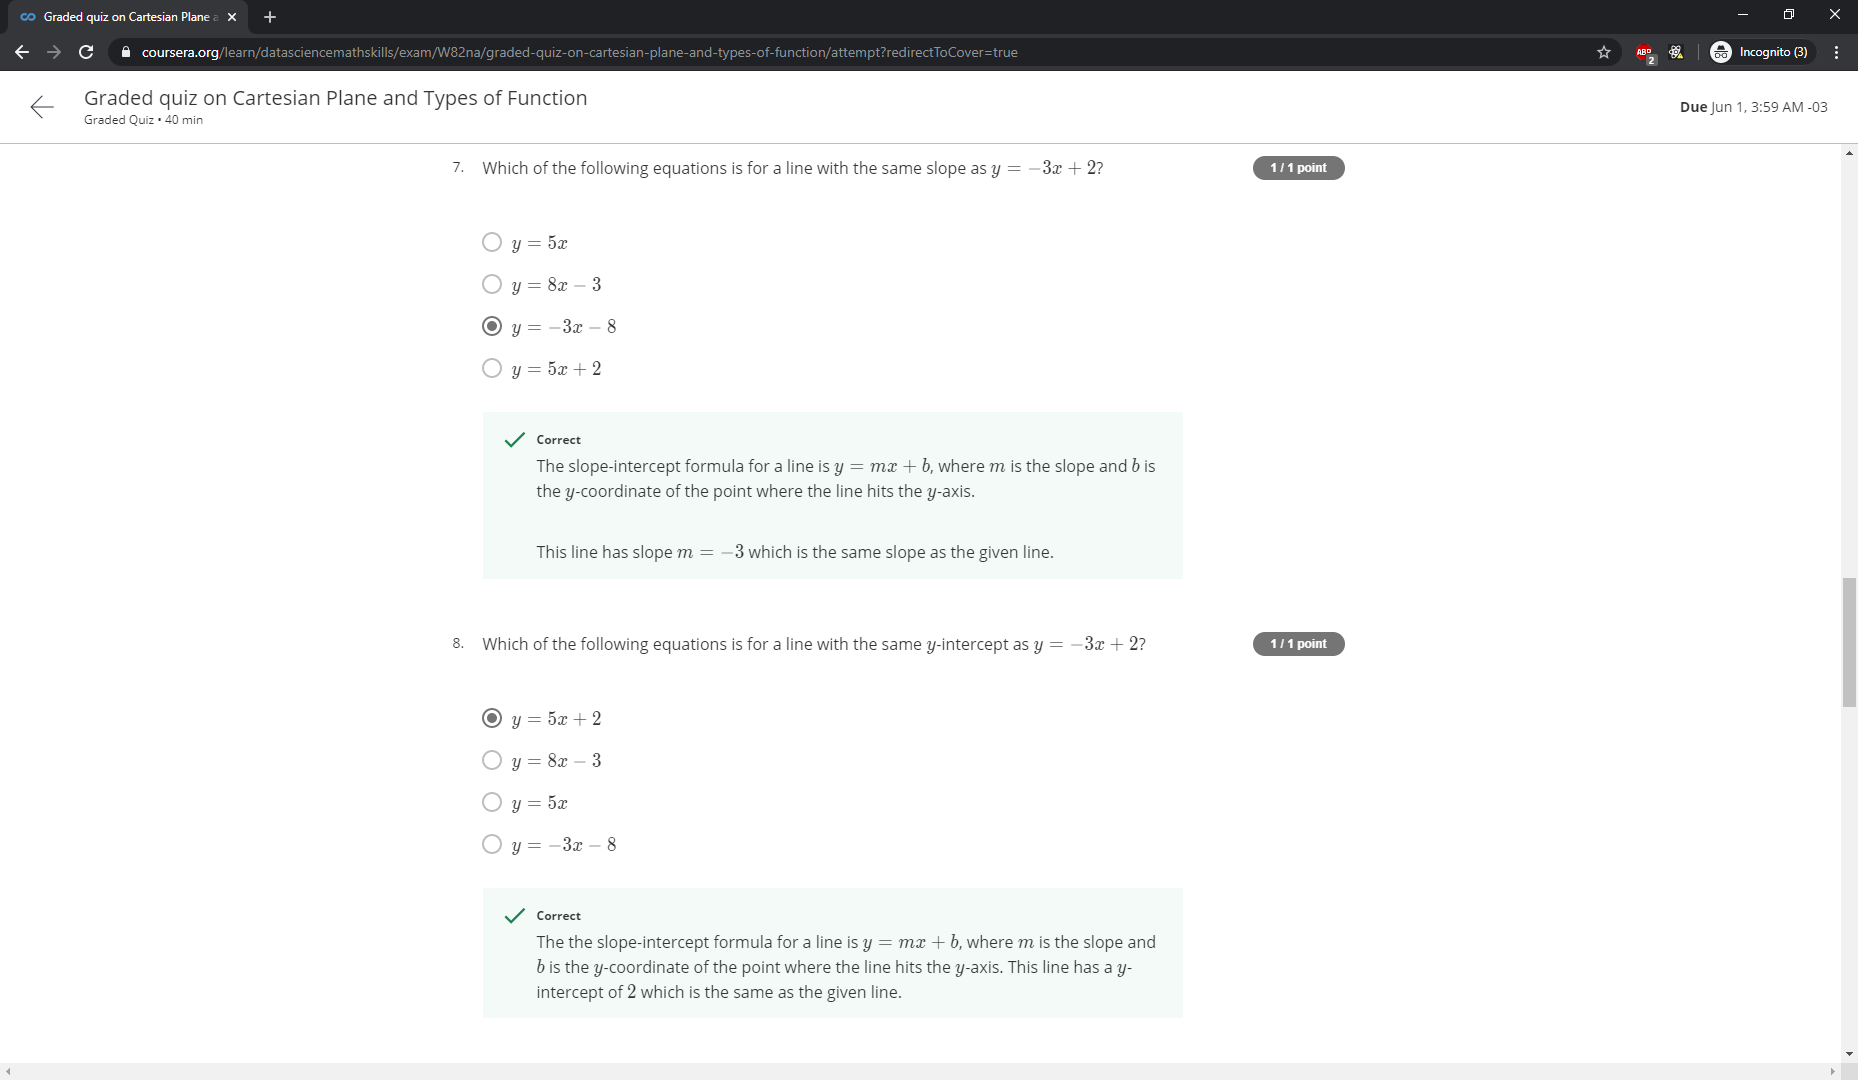 Graded quiz on Cartesian Plane a
coursera.org/learn/datasciencemathskills/exam/W82na/graded-quiz-on-cartesian-plane-and-types-of-function/attempt?redirectToCover=true
ABP
2
Incognito (3)
Graded quiz on Cartesian Plane and Types of Function
Graded Quiz • 40 min
Due Jun 1, 3:59 AM -03
7. Which of the following equations is for a line with the same slope as y = −3x + 2?
1 / 1 point
y = 5x
y = 8x − 3
y = −3x − 8
y = 5x + 2
Correct
The slope-intercept formula for a line is y = mx + b, where m is the slope and b is
the y-coordinate of the point where the line hits the y-axis.
This line has slope m = −3 which is the same slope as the given line.
8. Which of the following equations is for a line with the same y-intercept as y = −3x + 2?
1 / 1 point
y = 5x + 2
y = 8x − 3
y = 5x
y = −3x − 8
Correct
The the slope-intercept formula for a line is y = mx + b, where m is the slope and
b is the y-coordinate of the point where the line hits the y-axis. This line has a y-
intercept of 2 which is the same as the given line.